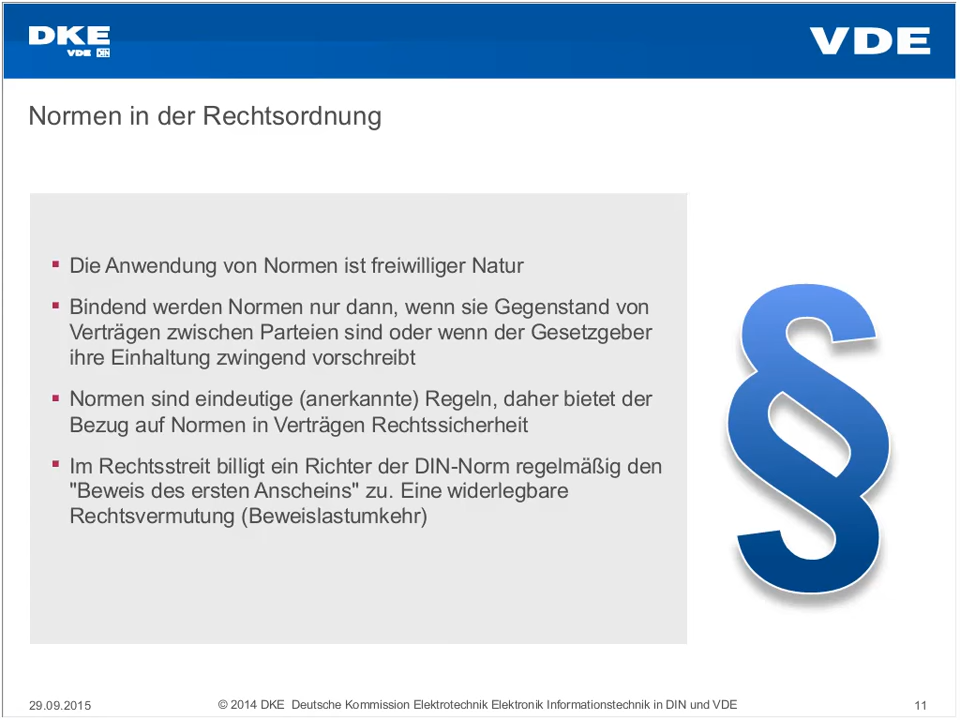 DKE
VDE DIN
VDE
Normen in der Rechtsordnung
▪ Die Anwendung von Normen ist freiwilliger Natur
▪ Bindend werden Normen nur dann, wenn sie Gegenstand von
Verträgen zwischen Parteien sind oder wenn der Gesetzgeber
ihre Einhaltung zwingend vorschreibt
▪ Normen sind eindeutige (anerkannte) Regeln, daher bietet der
Bezug auf Normen in Verträgen Rechtssicherheit
▪ Im Rechtsstreit billigt ein Richter der DIN-Norm regelmäßig den
"Beweis des ersten Anscheins" zu. Eine widerlegbare
Rechtsvermutung (Beweislastumkehr)
§
29.09.2015
© 2014 DKE Deutsche Kommission Elektrotechnik Elektronik Informationstechnik in DIN und VDE
11